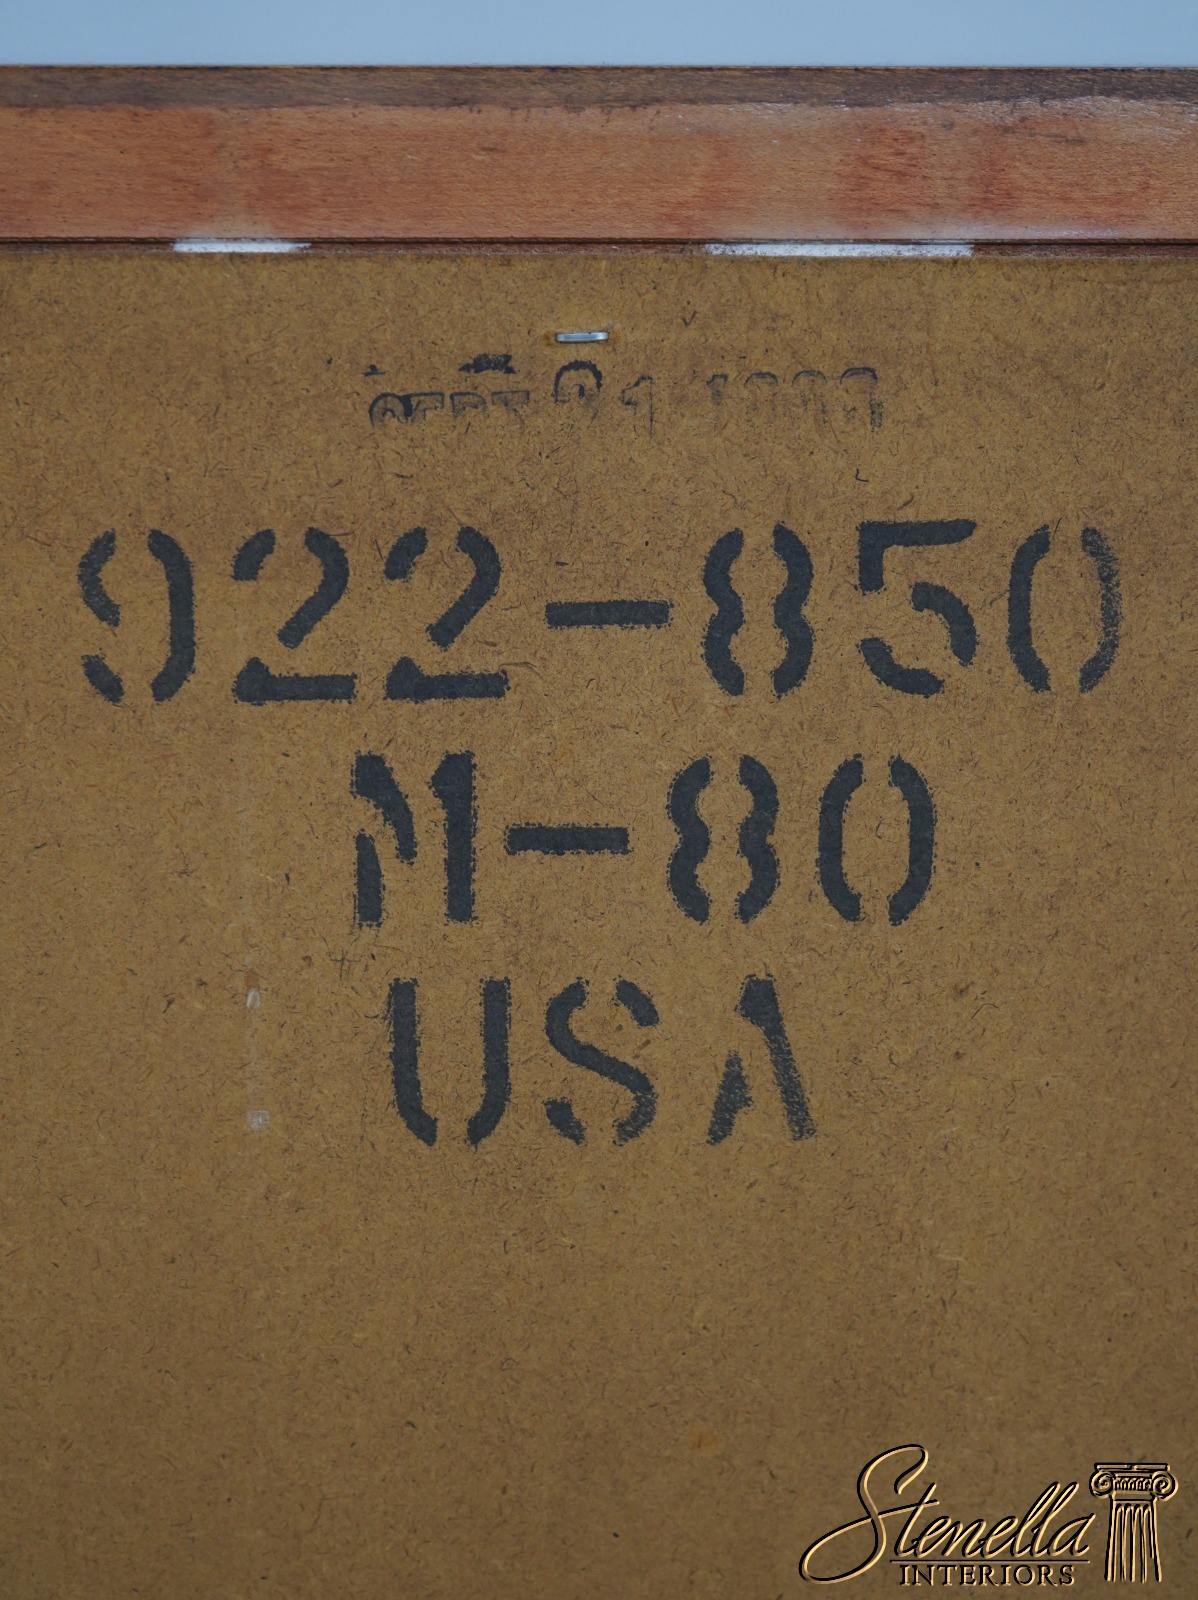 922-850
M-80
USA
Stenella
INTERIORS